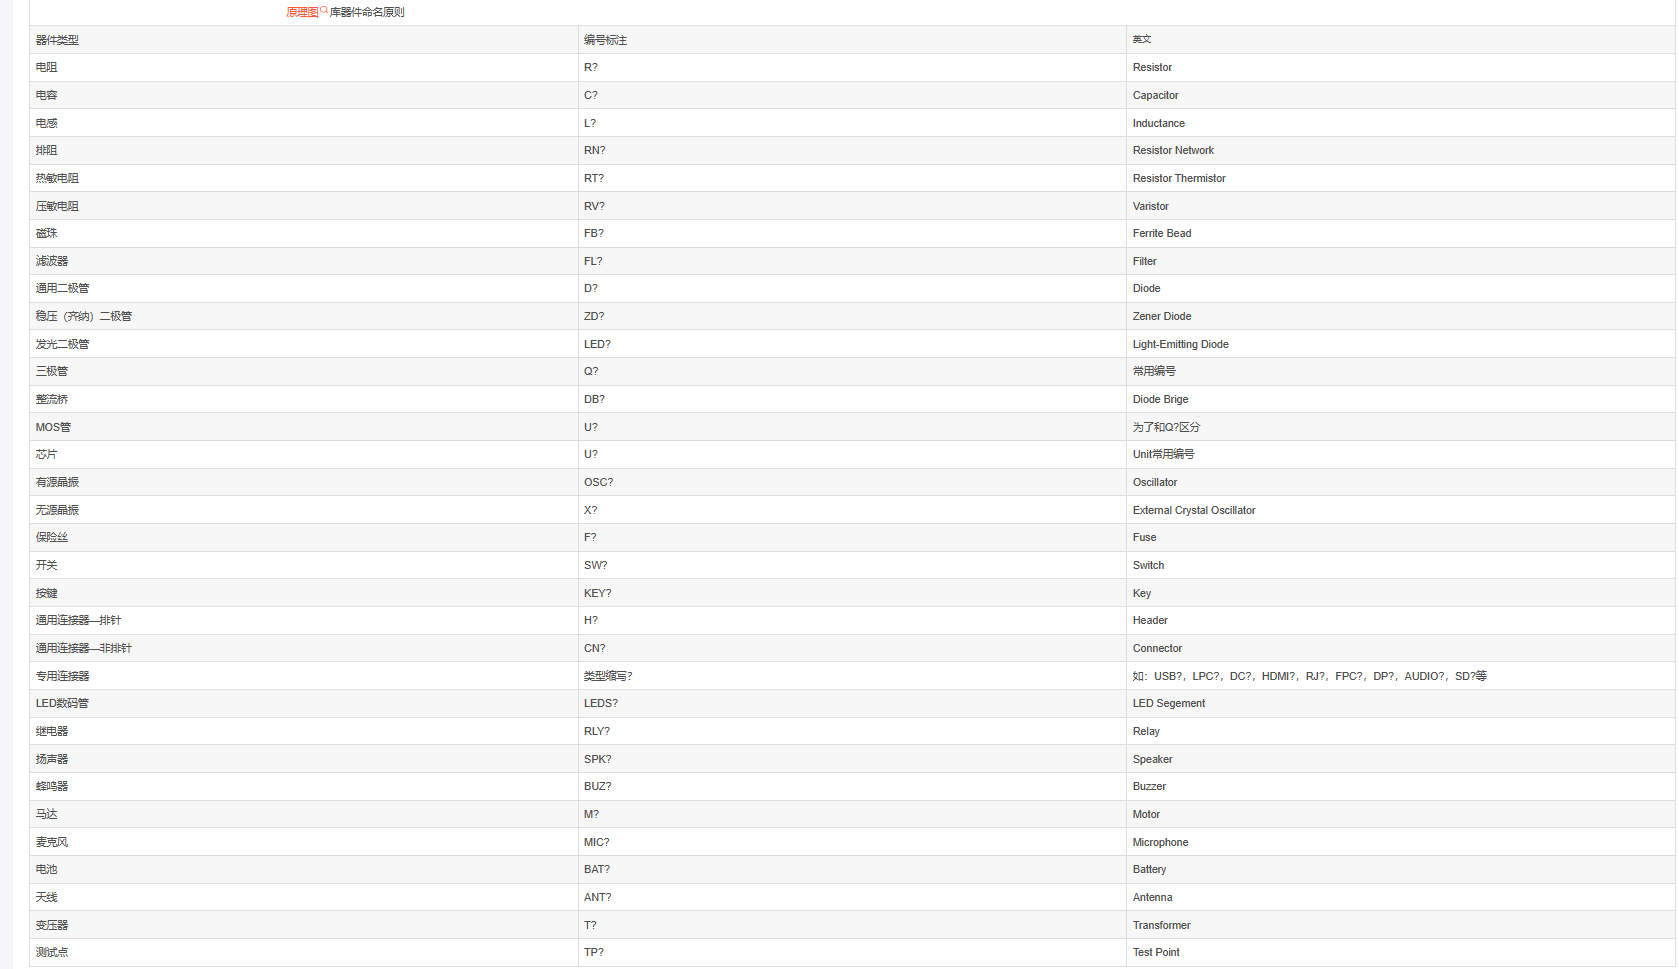 原理图库器件命名原则
器件类型 编号标注 英文
电阻 R? Resistor
电容 C? Capacitor
电感 L? Inductance
排阻 RN? Resistor Network
热敏电阻 RT? Resistor Thermistor
压敏电阻 RV? Varistor
磁珠 FB? Ferrite Bead
滤波器 FL? Filter
通用二极管 D? Diode
稳压（齐纳）二极管 ZD? Zener Diode
发光二极管 LED? Light-Emitting Diode
三极管 Q? 常用编号
整流桥 DB? Diode Brige
MOS管 U? 为了和Q?区分
芯片 U? Unit常用编号
有源晶振 OSC? Oscillator
无源晶振 X? External Crystal Oscillator
保险丝 F? Fuse
开关 SW? Switch
按键 KEY? Key
通用连接器—排针 H? Header
通用连接器—非排针 CN? Connector
专用连接器 类型缩写? 如：USB?，LPC?，DC?，HDMI?，RJ?，FPC?，DP?，AUDIO?，SD?等
LED数码管 LEDS? LED Segement
继电器 RLY? Relay
扬声器 SPK? Speaker
蜂鸣器 BUZ? Buzzer
马达 M? Motor
麦克风 MIC? Microphone
电池 BAT? Battery
天线 ANT? Antenna
变压器 T? Transformer
测试点 TP? Test Point